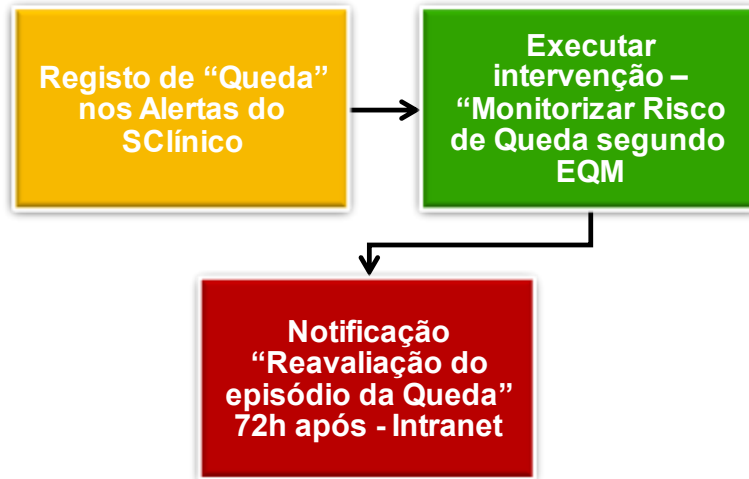 Registo de “Queda”
nos Alertas do
SClínico
Executar
intervenção –
“Monitorizar Risco
de Queda segundo
EQM
Notificação
“Reavaliação do
episódio da Queda”
72h após - Intranet